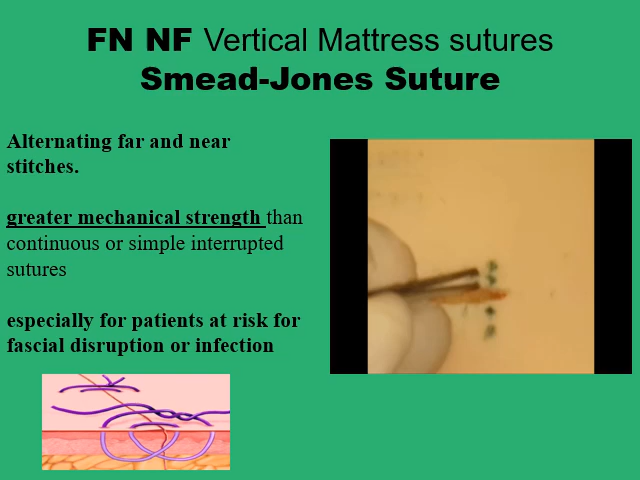 FN NF Vertical Mattress sutures
Smead-Jones Suture
Alternating far and near
stitches.
greater mechanical strength than
continuous or simple interrupted
sutures
especially for patients at risk for
fascial disruption or infection